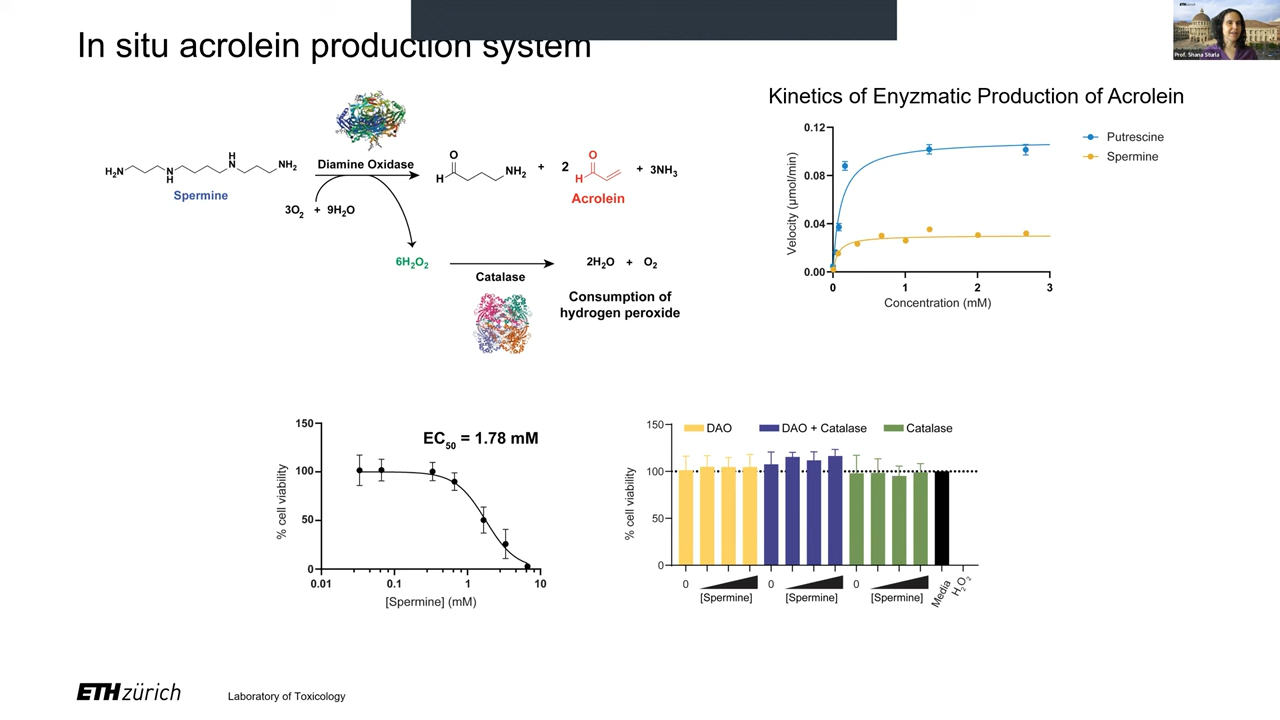 In situ acrolein production system
ETHzürich
Prof. Shana Sturla
H₂N
N
H
H
N
NH₂
Spermine
Diamine Oxidase
3O₂ + 9H₂O
O
H
NH₂
+
2
O
H
Acrolein
+ 3NH₃
6H₂O₂
Catalase
2H₂O + O₂
Consumption of
hydrogen peroxide
Kinetics of Enyzmatic Production of Acrolein
Velocity (µmol/min)
0.12
0.08
0.04
0.00
0 1 2 3
Concentration (mM)
Putrescine
Spermine
% cell viability
150
100
50
0
0.01 0.1 1 10
[Spermine] (mM)
EC₅₀ = 1.78 mM
% cell viability
150
100
50
0
DAO DAO + Catalase Catalase
0 0 0
[Spermine] [Spermine] [Spermine]
Media
H₂O₂
ETHzürich
Laboratory of Toxicology